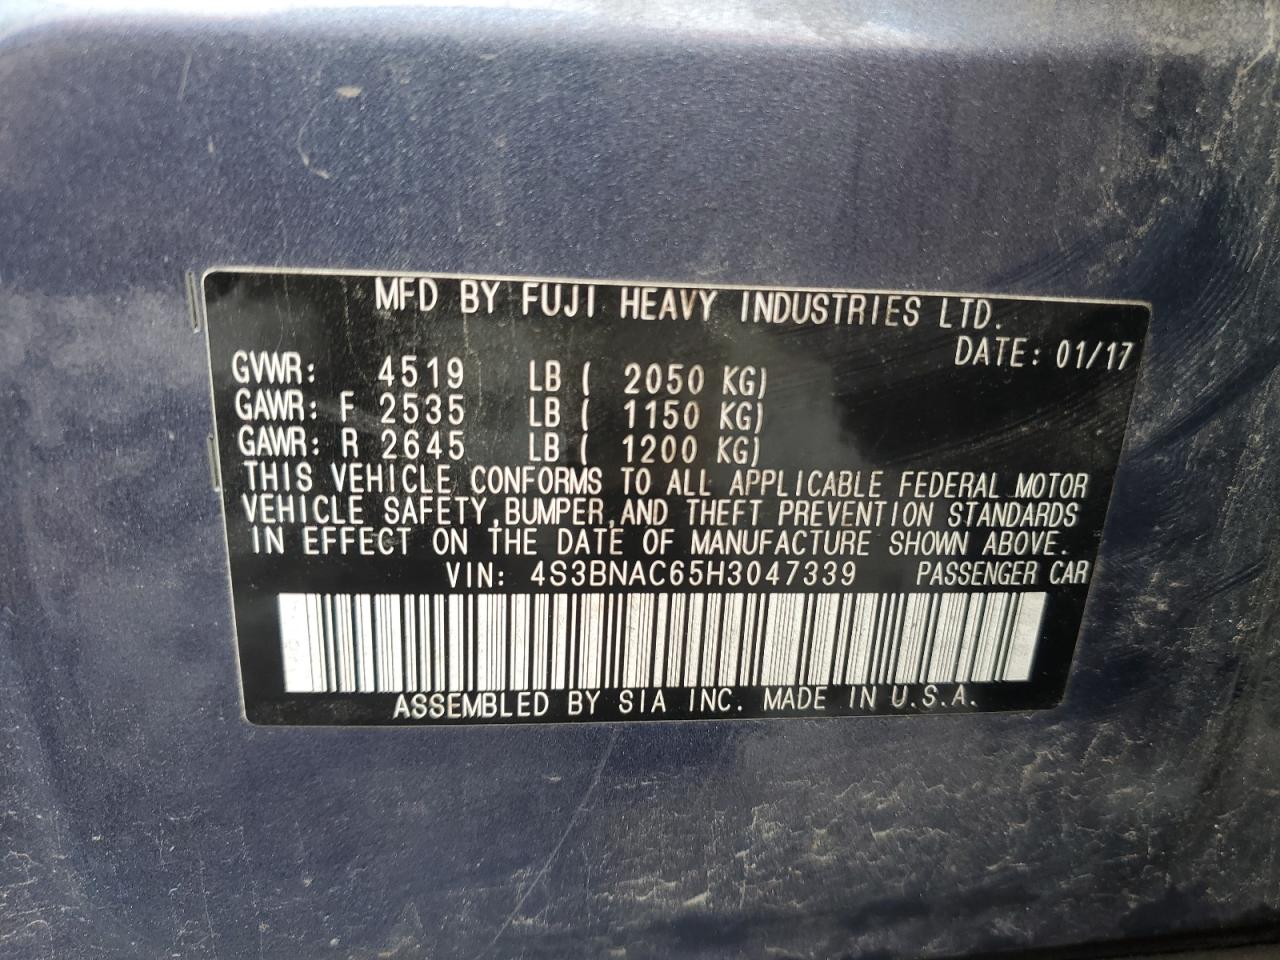 MFD BY FUJI HEAVY INDUSTRIES LTD.
DATE: 01/17
GVWR: 4519 LB ( 2050 KG)
GAWR: F 2535 LB ( 1150 KG)
GAWR: R 2645 LB ( 1200 KG)
THIS VEHICLE CONFORMS TO ALL APPLICABLE FEDERAL MOTOR
VEHICLE SAFETY,BUMPER,AND THEFT PREVENTION STANDARDS
IN EFFECT ON THE DATE OF MANUFACTURE SHOWN ABOVE.
VIN: 4S3BNAC65H3047339 PASSENGER CAR
ASSEMBLED BY SIA INC. MADE IN U.S.A.